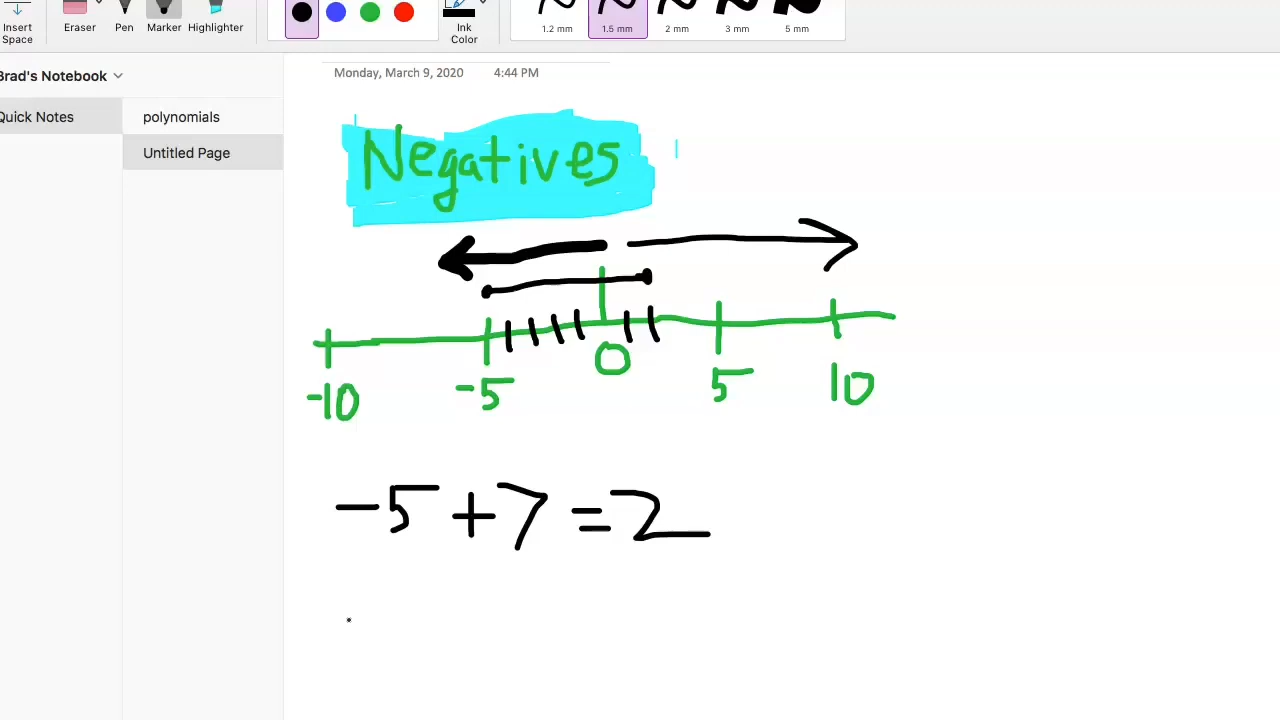 Insert
Space
Eraser
Pen
Marker
Highlighter
Ink
Color
1.2 mm
1.5 mm
2 mm
3 mm
5 mm
Brad's Notebook
Quick Notes
polynomials
Untitled Page
Monday, March 9, 2020 4:44 PM
Negatives
-10 -5 0 5 10
-5+7=2